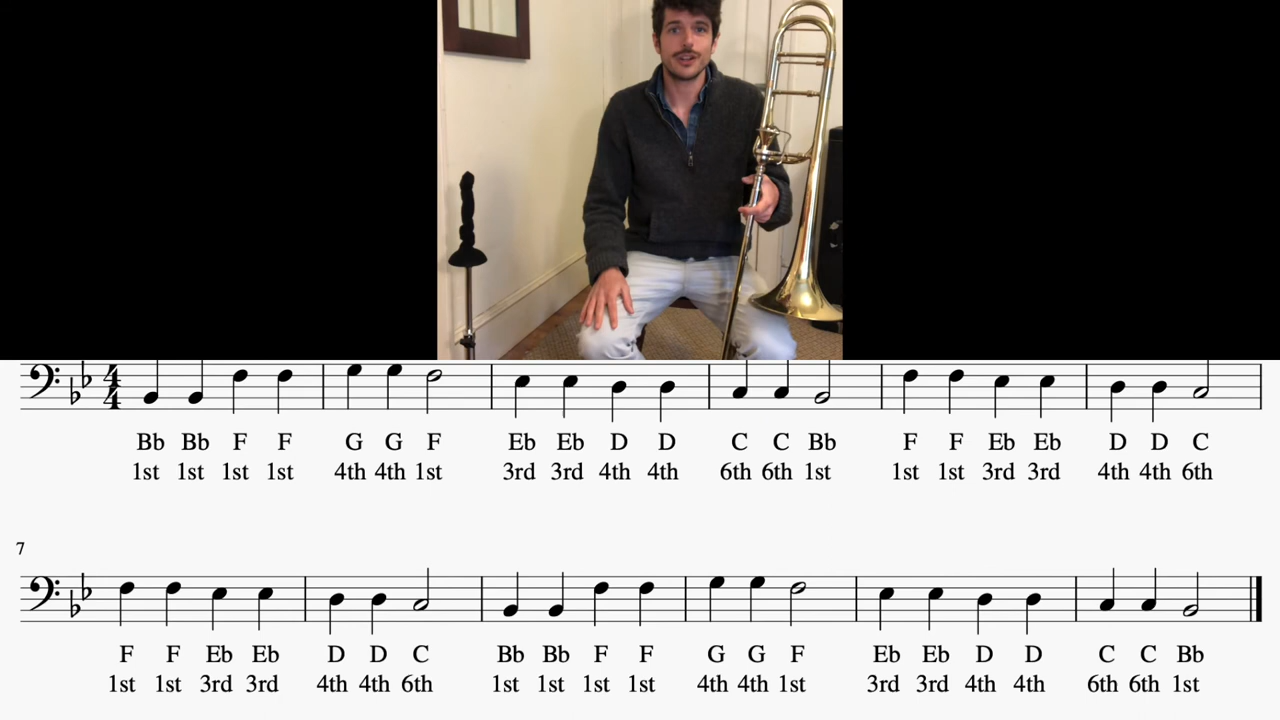 Bb Bb F F G G F Eb Eb D D C C Bb F F Eb Eb D D C
1st 1st 1st 1st 4th 4th 1st 3rd 3rd 4th 4th 6th 6th 1st 1st 1st 3rd 3rd 4th 4th 6th
7
F F Eb Eb D D C Bb Bb F F G G F Eb Eb D D C C Bb
1st 1st 3rd 3rd 4th 4th 6th 1st 1st 1st 1st 4th 4th 1st 3rd 3rd 4th 4th 6th 6th 1st